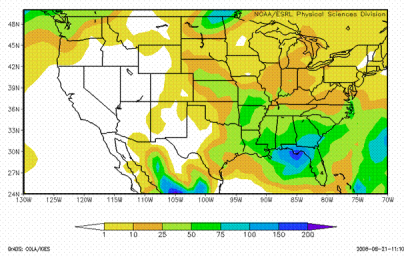 NOAA/ESRL Physical Sciences Division
48N
45N
42N
39N
36N
33N
30N
27N
24N
130W 125W 120W 115W 110W 105W 100W 95W 90W 85W 80W 75W 70W
1 10 25 50 75 100 150 200
GrADS: COLA/IGES
2008-08-21-11:10